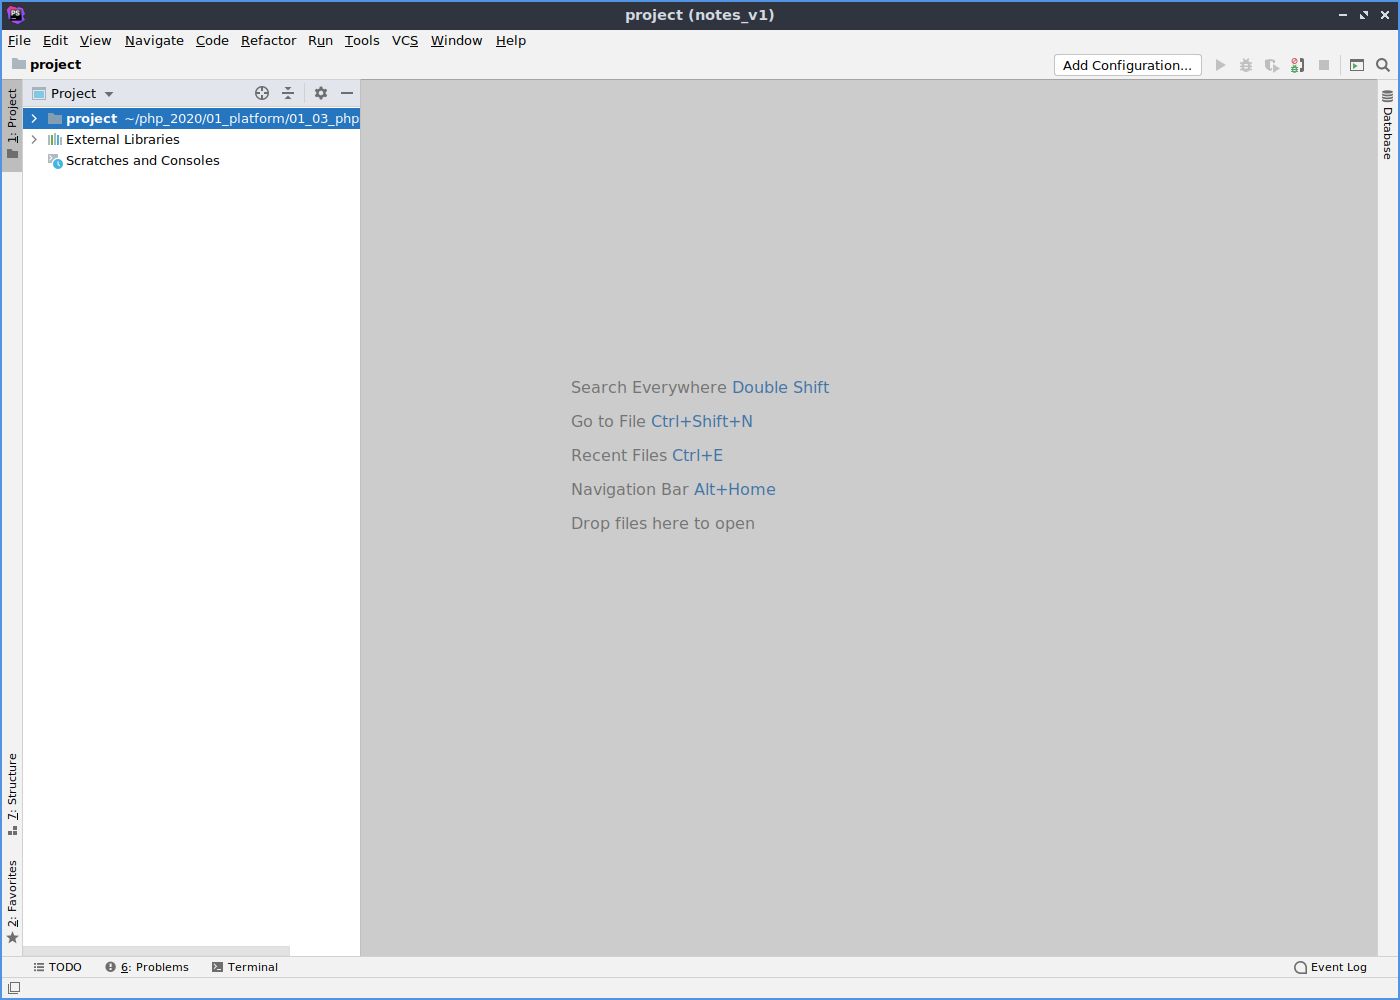 PS
project (notes_v1)
File Edit View Navigate Code Refactor Run Tools VCS Window Help
project
Add Configuration...
1: Project
Project
project ~/php_2020/01_platform/01_03_php
External Libraries
Scratches and Consoles
Database
Search Everywhere Double Shift
Go to File Ctrl+Shift+N
Recent Files Ctrl+E
Navigation Bar Alt+Home
Drop files here to open
7: Structure
2: Favorites
TODO
6: Problems
Terminal
Event Log